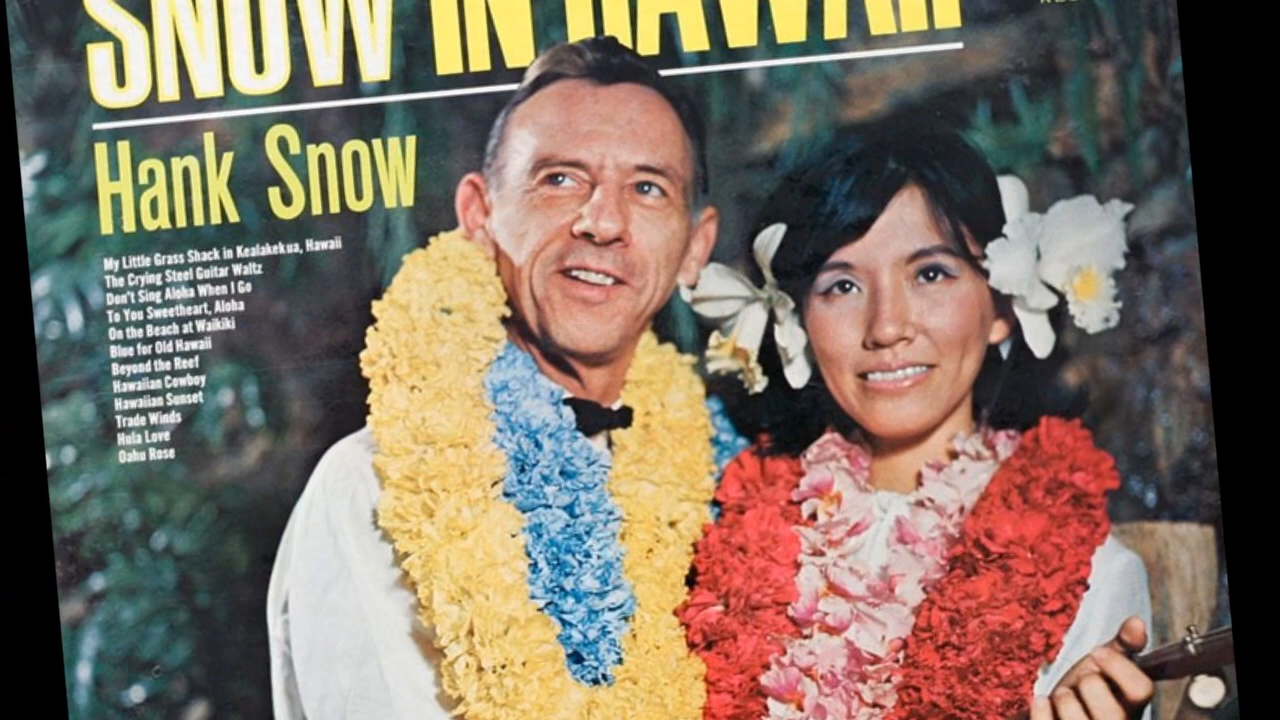 SNOW IN HAWAII
Hank Snow
My Little Grass Shack in Kealakekua, Hawaii
The Crying Steel Guitar Waltz
Don't Sing Aloha When I Go
To You Sweetheart, Aloha
On the Beach at Waikiki
Blue for Old Hawaii
Beyond the Reef
Hawaiian Cowboy
Hawaiian Sunset
Trade Winds
Hula Love
Oahu Rose